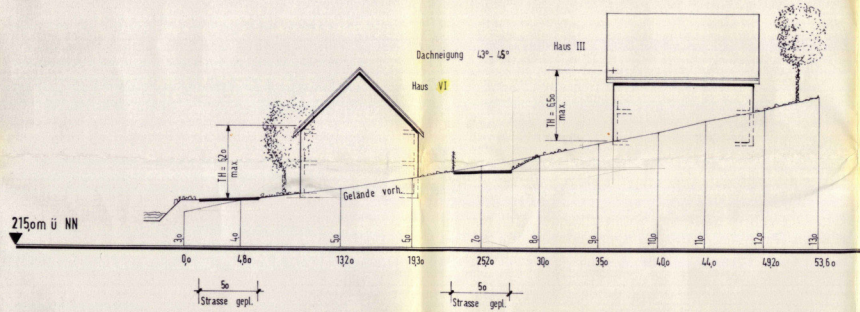 Dachneigung 43°- 45°
Haus III
Haus VI
TH = 6,50 max.
TH = 6,20 max.
Gelände vorh.
215,0m ü NN
3,0 4,0 5,0 6,0 7,0 8,0 9,0 10,0 11,0 12,0 13,0
0,0 4,80 13,20 19,30 25,20 30,0 35,0 40,0 44,0 49,20 53,60
5,0 5,0
Strasse gepl. Strasse gepl.